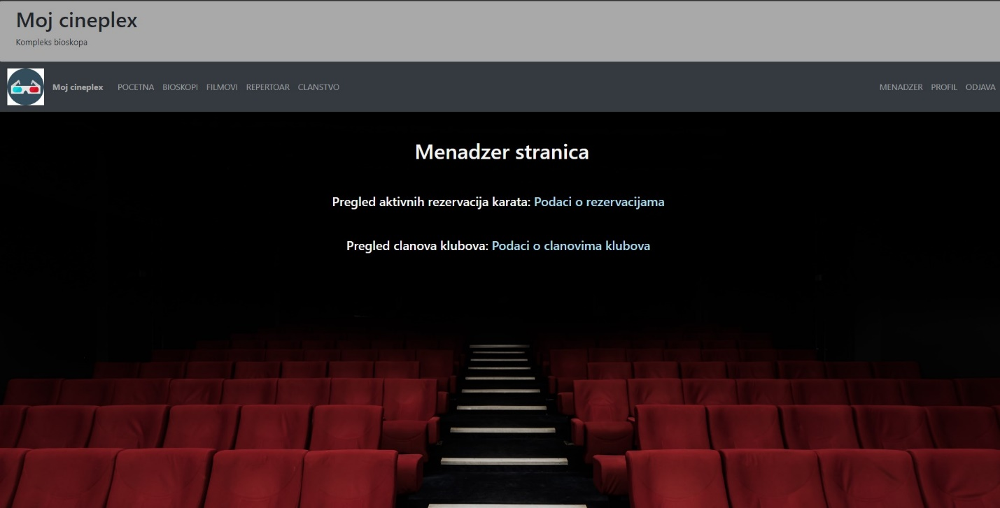 Moj cineplex
Kompleks bioskopa
Moj cineplex POCETNA BIOSKOPI FILMOVI REPERTOAR CLANSTVO MENADZER PROFIL ODJAVA
Menadzer stranica
Pregled aktivnih rezervacija karata: Podaci o rezervacijama
Pregled clanova klubova: Podaci o clanovima klubova